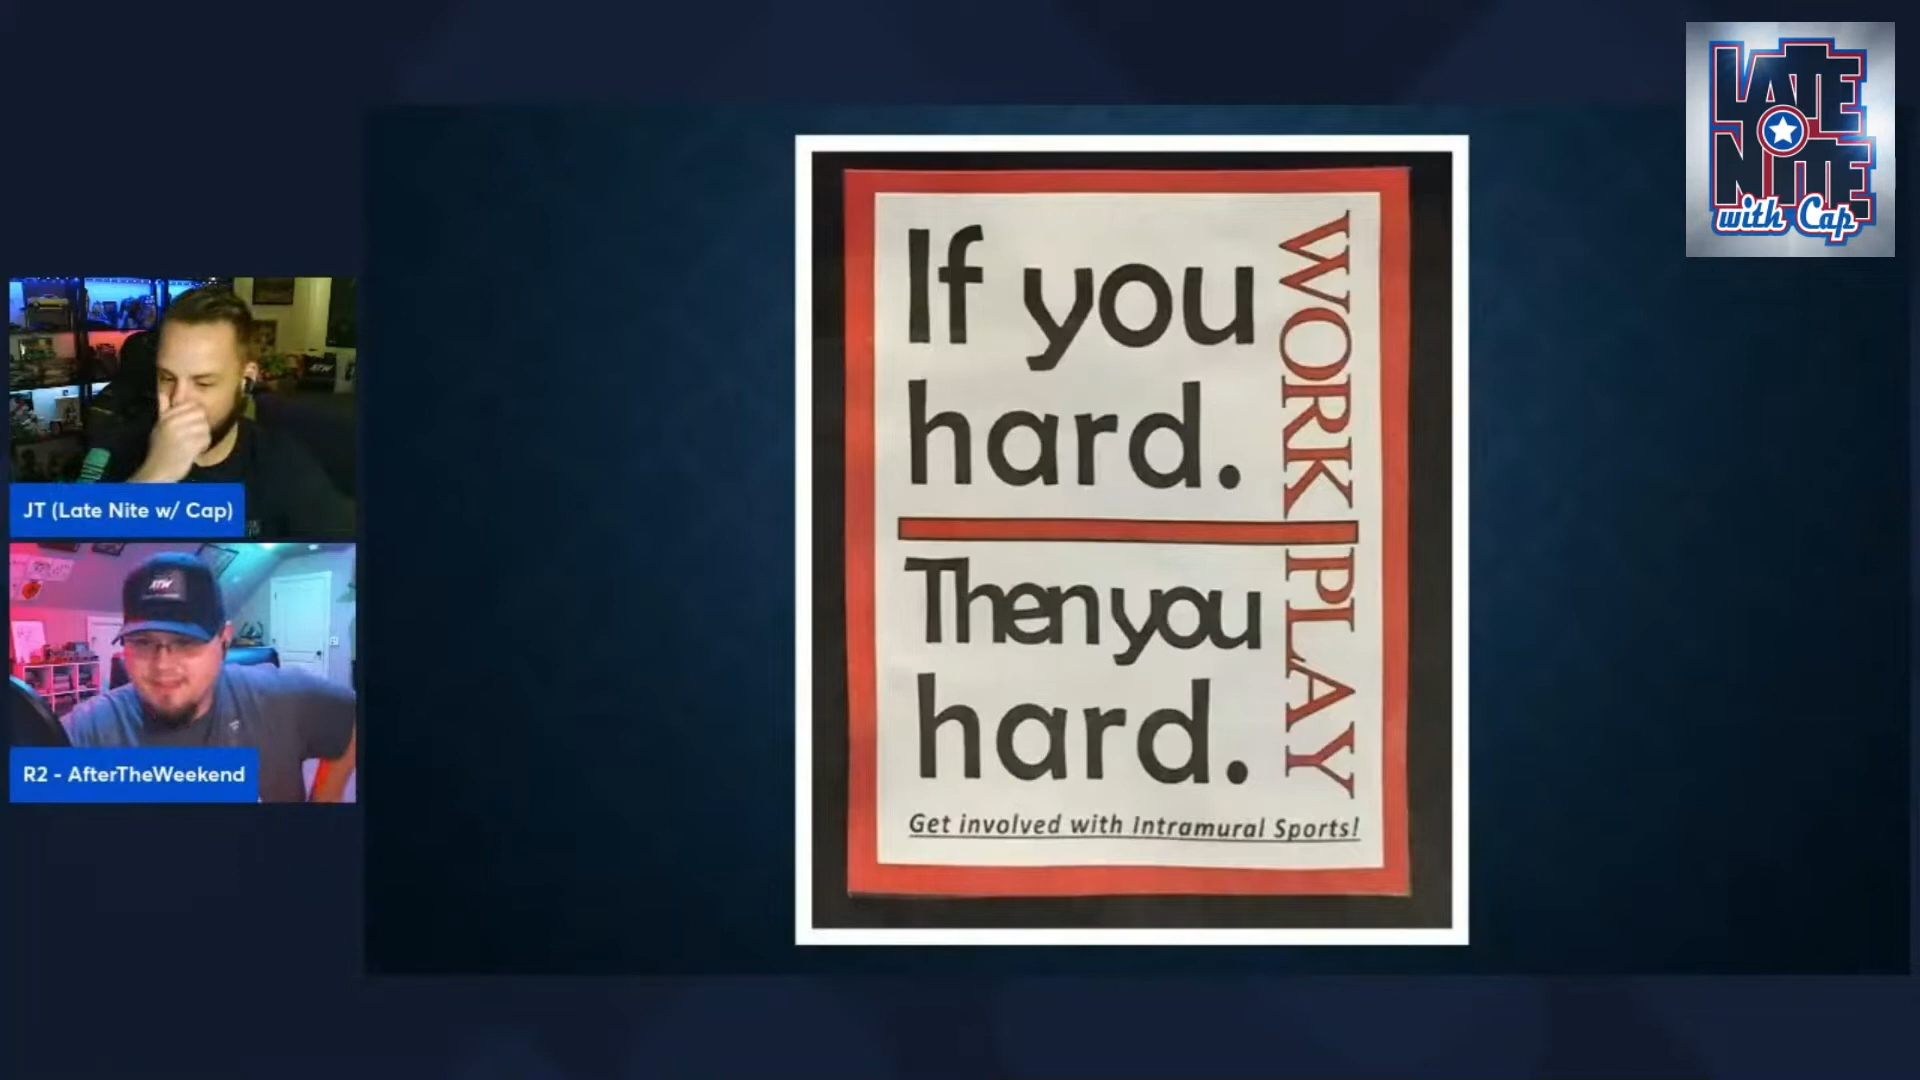 LATE
NITE
with Cap
If you
hard.
WORK
Then you
hard.
PLAY
Get involved with Intramural Sports!
JT (Late Nite w/ Cap)
ATW
R2 - AfterTheWeekend